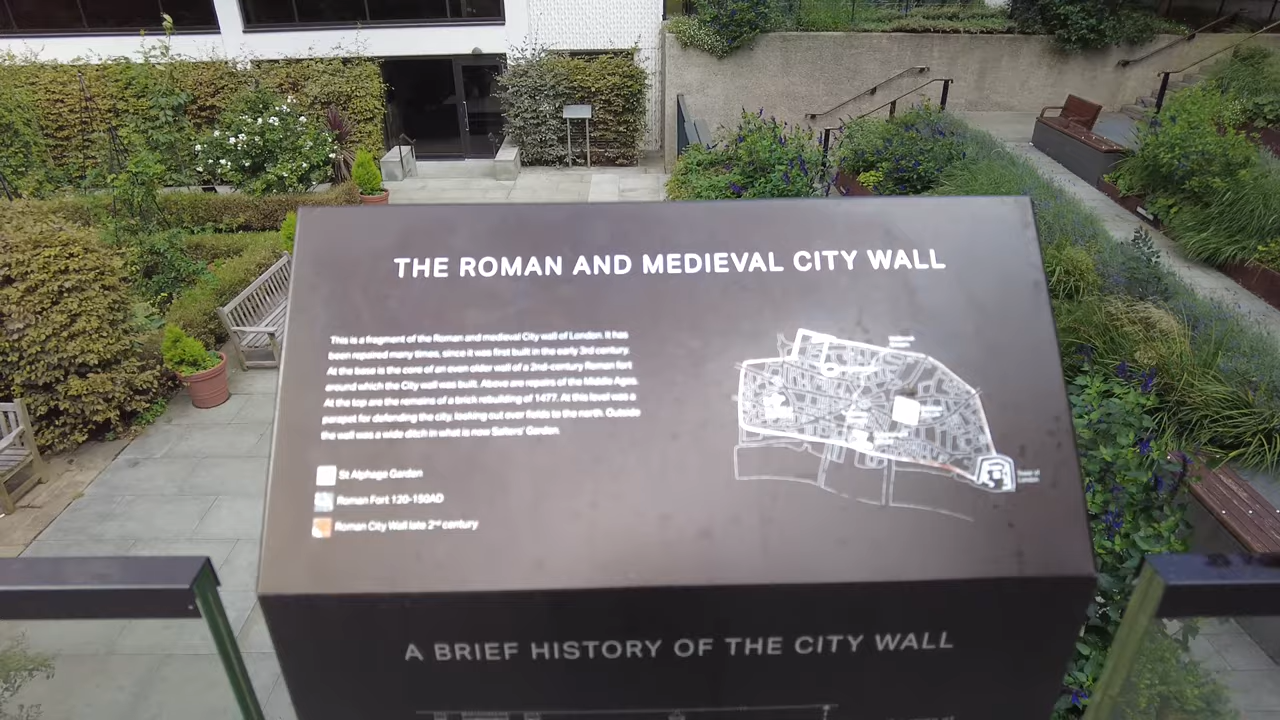 THE ROMAN AND MEDIEVAL CITY WALL
This is a fragment of the Roman and medieval City wall of London. It has
been repaired many times, since it was first built in the early 3rd century.
At the base is the core of an even older wall of a 2nd-century Roman fort
around which the City wall was built. Above are repairs of the Middle Ages.
At the top are the remains of a brick rebuilding of 1477. At this level was a
parapet for defending the city, looking out over fields to the north. Outside
the wall was a wide ditch in what is now Salters' Garden.
St Alphage Garden
Roman Fort 120-150AD
Roman City Wall late 2nd century
A BRIEF HISTORY OF THE CITY WALL